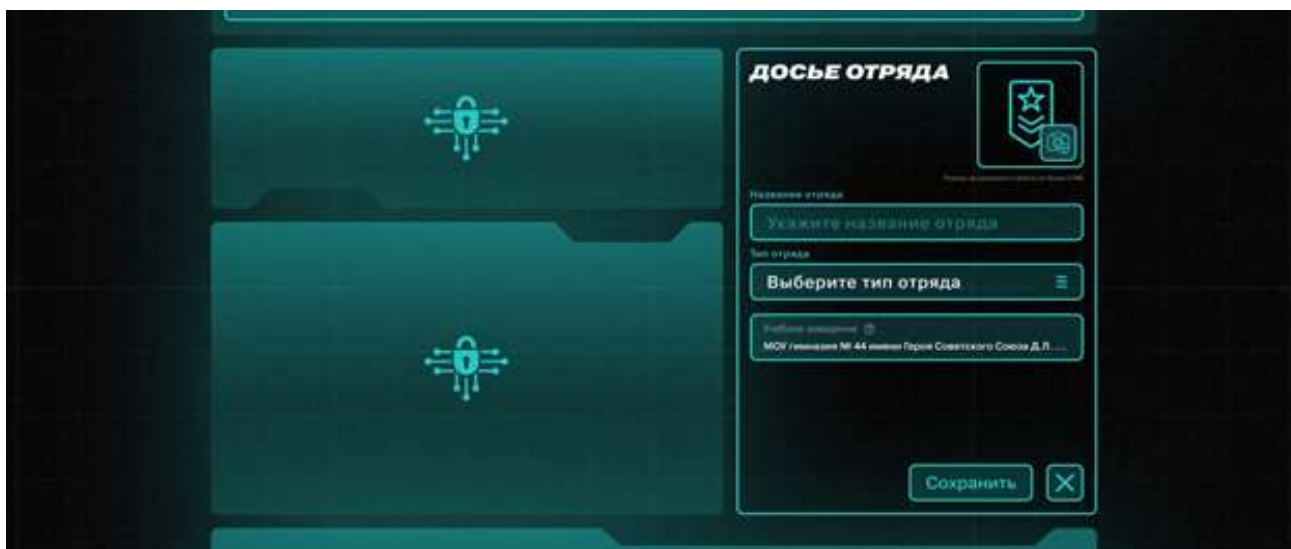 ДОСЬЕ ОТРЯДА
Название отряда
Укажите название отряда
Тип отряда
Выберите тип отряда
Учебное заведение
МОУ гимназия № 44 имени Героя Советского Союза Д.Л. ...
Сохранить